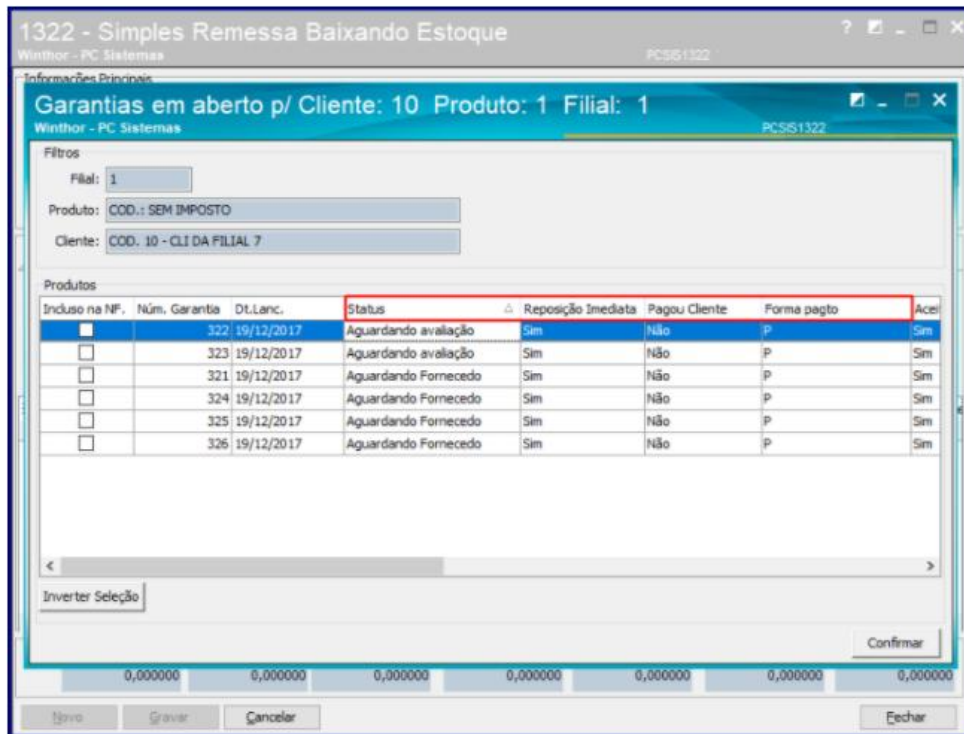 1322 - Simples Remessa Baixando Estoque
Winthor - PC Sistemas PCSIS1322
Informações Principais
Garantias em aberto p/ Cliente: 10 Produto: 1 Filial: 1
Winthor - PC Sistemas PCSIS1322
Filtros
Filial: 1
Produto: COD.: SEM IMPOSTO
Cliente: COD. 10 - CLI DA FILIAL 7
Produtos
Incluso na NF. Núm. Garantia Dt.Lanc. Status Reposição Imediata Pagou Cliente Forma pagto Acei
322 19/12/2017 Aguardando avaliação Sim Não P Sim
323 19/12/2017 Aguardando avaliação Sim Não P Sim
321 19/12/2017 Aguardando Fornecedo Sim Não P Sim
324 19/12/2017 Aguardando Fornecedo Sim Não P Sim
325 19/12/2017 Aguardando Fornecedo Sim Não P Sim
326 19/12/2017 Aguardando Fornecedo Sim Não P Sim
Inverter Seleção
Confirmar
0,000000 0,000000 0,000000 0,000000 0,000000 0,000000 0,000000
Novo Gravar Cancelar Fechar